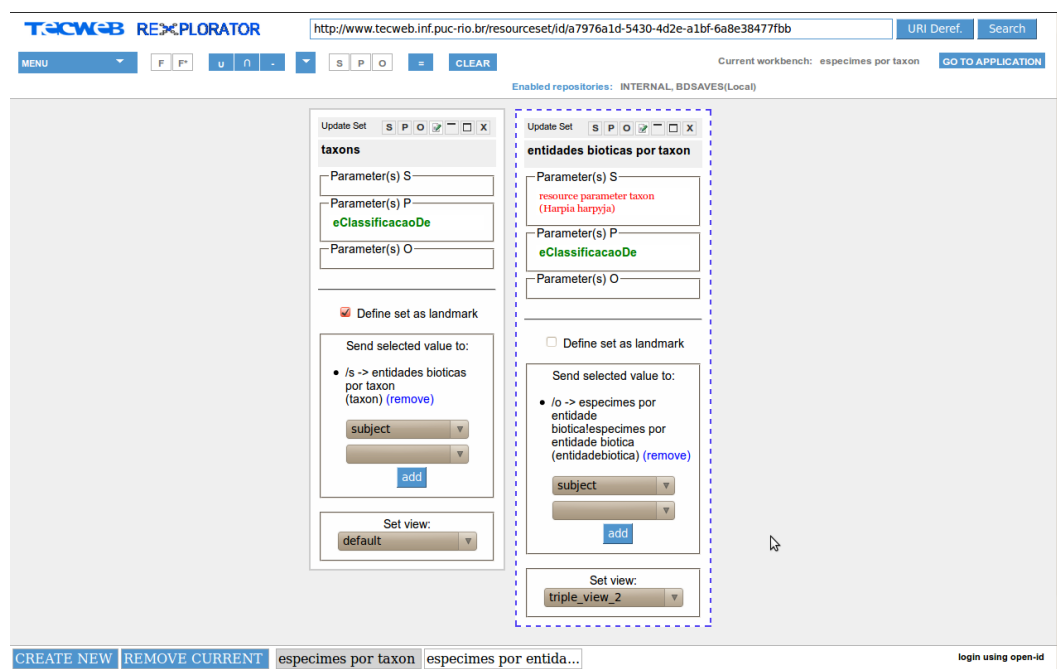 TecWeb RExPLORATOR
http://www.tecweb.inf.puc-rio.br/resourceset/id/a7976a1d-5430-4d2e-a1bf-6a8e38477fbb
URI Deref. Search
MENU F F* ∪ ∩ - S P O = CLEAR
Current workbench: especimes por taxon GO TO APPLICATION
Enabled repositories: INTERNAL, BDSAVES(Local)
Update Set S P O X
taxons
Parameter(s) S
Parameter(s) P
eClassificacaoDe
Parameter(s) O
Define set as landmark
Send selected value to:
• /s -> entidades bioticas
por taxon
(taxon) (remove)
subject
add
Set view:
default
Update Set S P O X
entidades bioticas por taxon
Parameter(s) S
resource parameter taxon
(Harpia harpyja)
Parameter(s) P
eClassificacaoDe
Parameter(s) O
Define set as landmark
Send selected value to:
• /o -> especimes por
entidade
biotica!especimes por
entidade biotica
(entidadebiotica) (remove)
subject
add
Set view:
triple_view_2
CREATE NEW REMOVE CURRENT especimes por taxon especimes por entida...
login using open-id